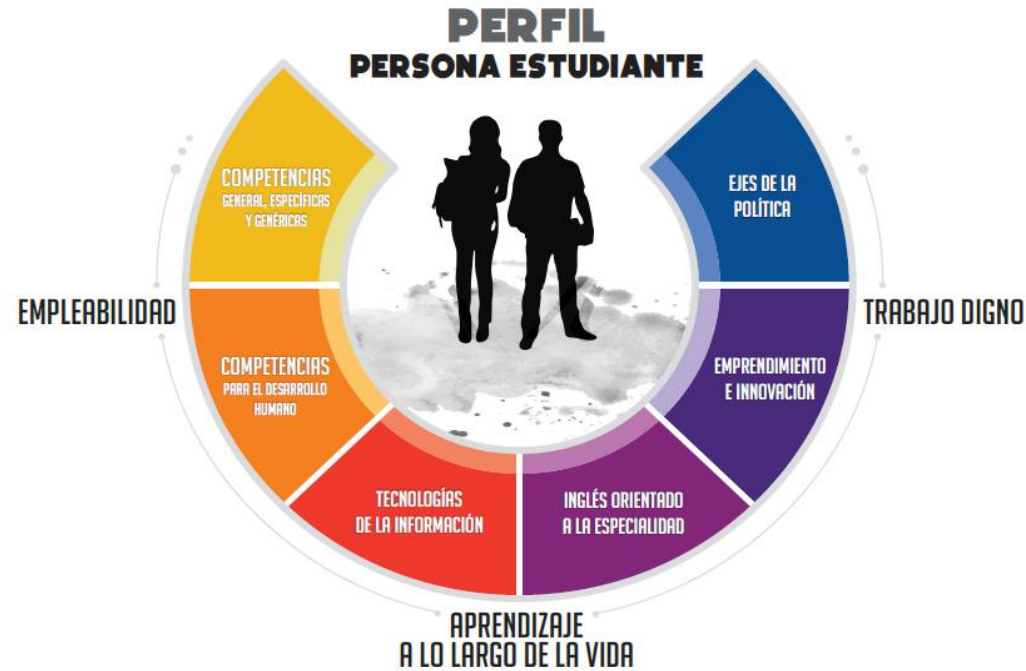 PERFIL
PERSONA ESTUDIANTE
COMPETENCIAS
GENERAL, ESPECÍFICAS
Y GENÉRICAS
EJES DE LA
POLÍTICA
EMPLEABILIDAD
TRABAJO DIGNO
COMPETENCIAS
PARA EL DESARROLLO
HUMANO
EMPRENDIMIENTO
E INNOVACIÓN
TECNOLOGÍAS
DE LA INFORMACIÓN
INGLÉS ORIENTADO
A LA ESPECIALIDAD
APRENDIZAJE
A LO LARGO DE LA VIDA